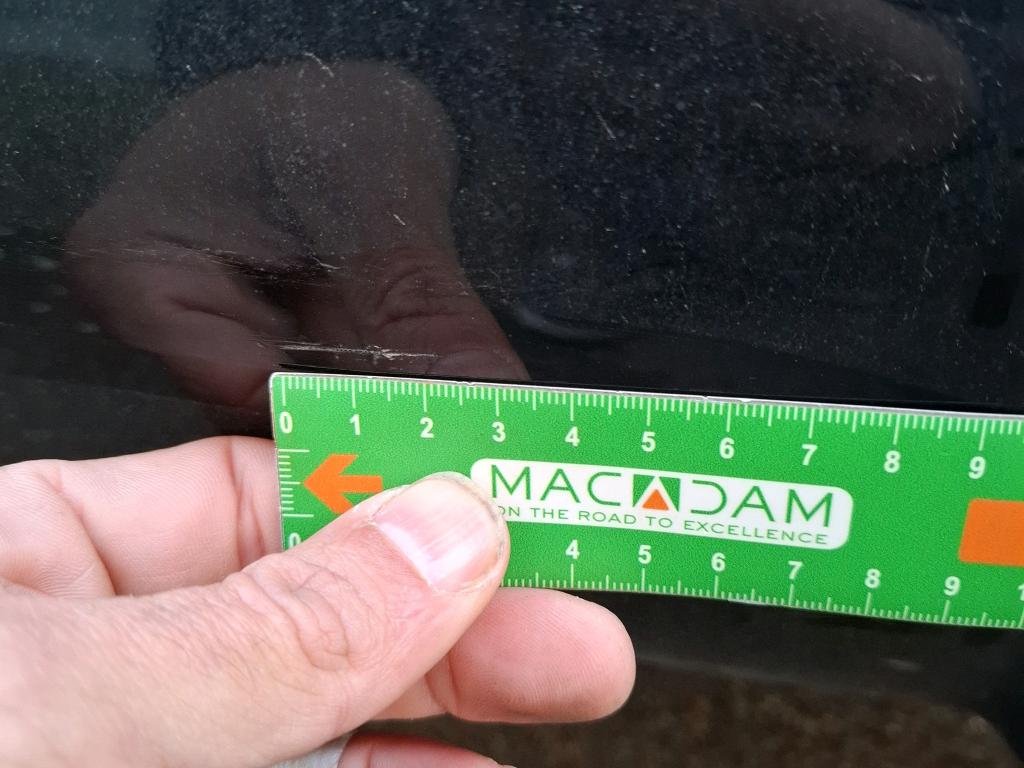 0 1 2 3 4 5 6 7 8 9
MACADAM
ON THE ROAD TO EXCELLENCE
0 4 5 6 7 8 9 1